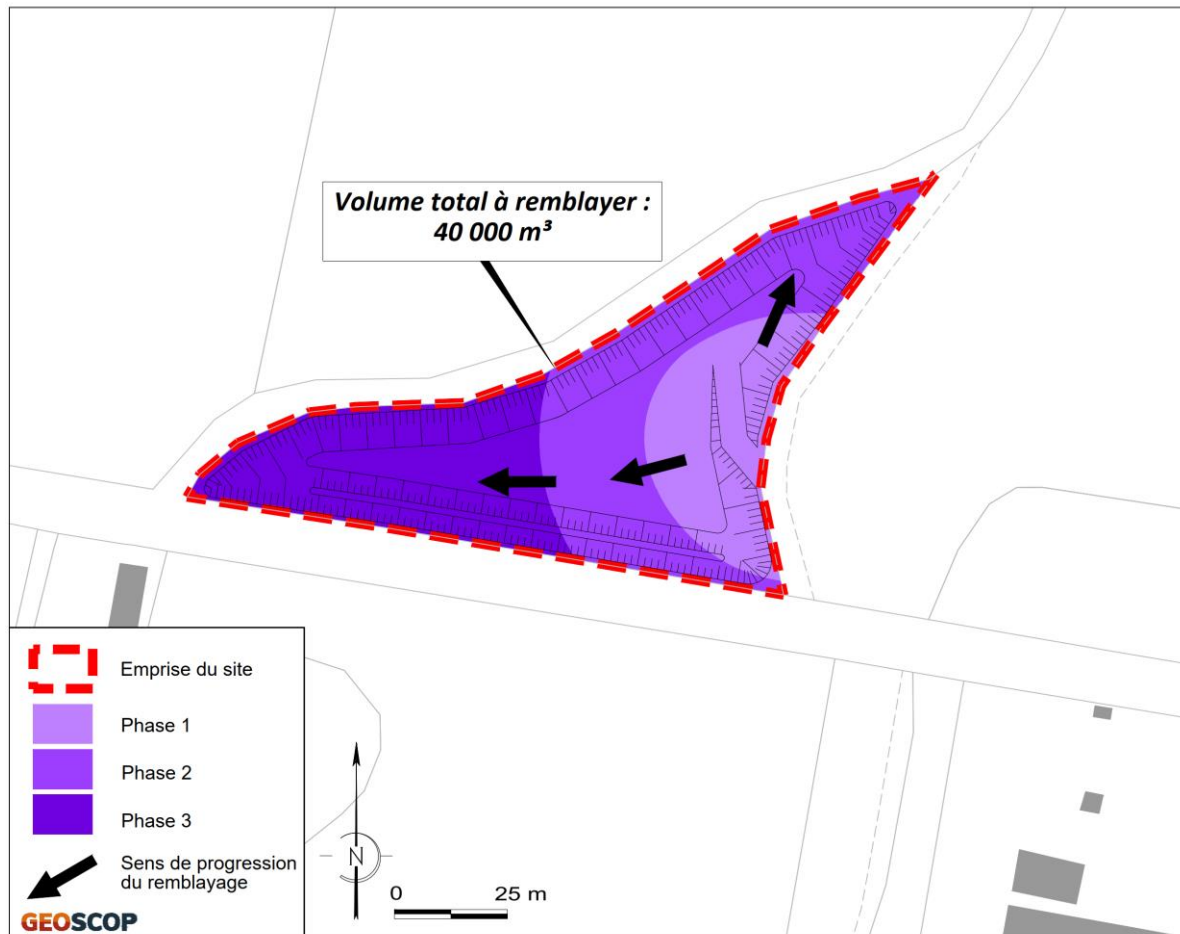 Volume total à remblayer :
40 000 m³
Emprise du site
Phase 1
Phase 2
Phase 3
Sens de progression
du remblayage
GEOSCOP
N
0 25 m